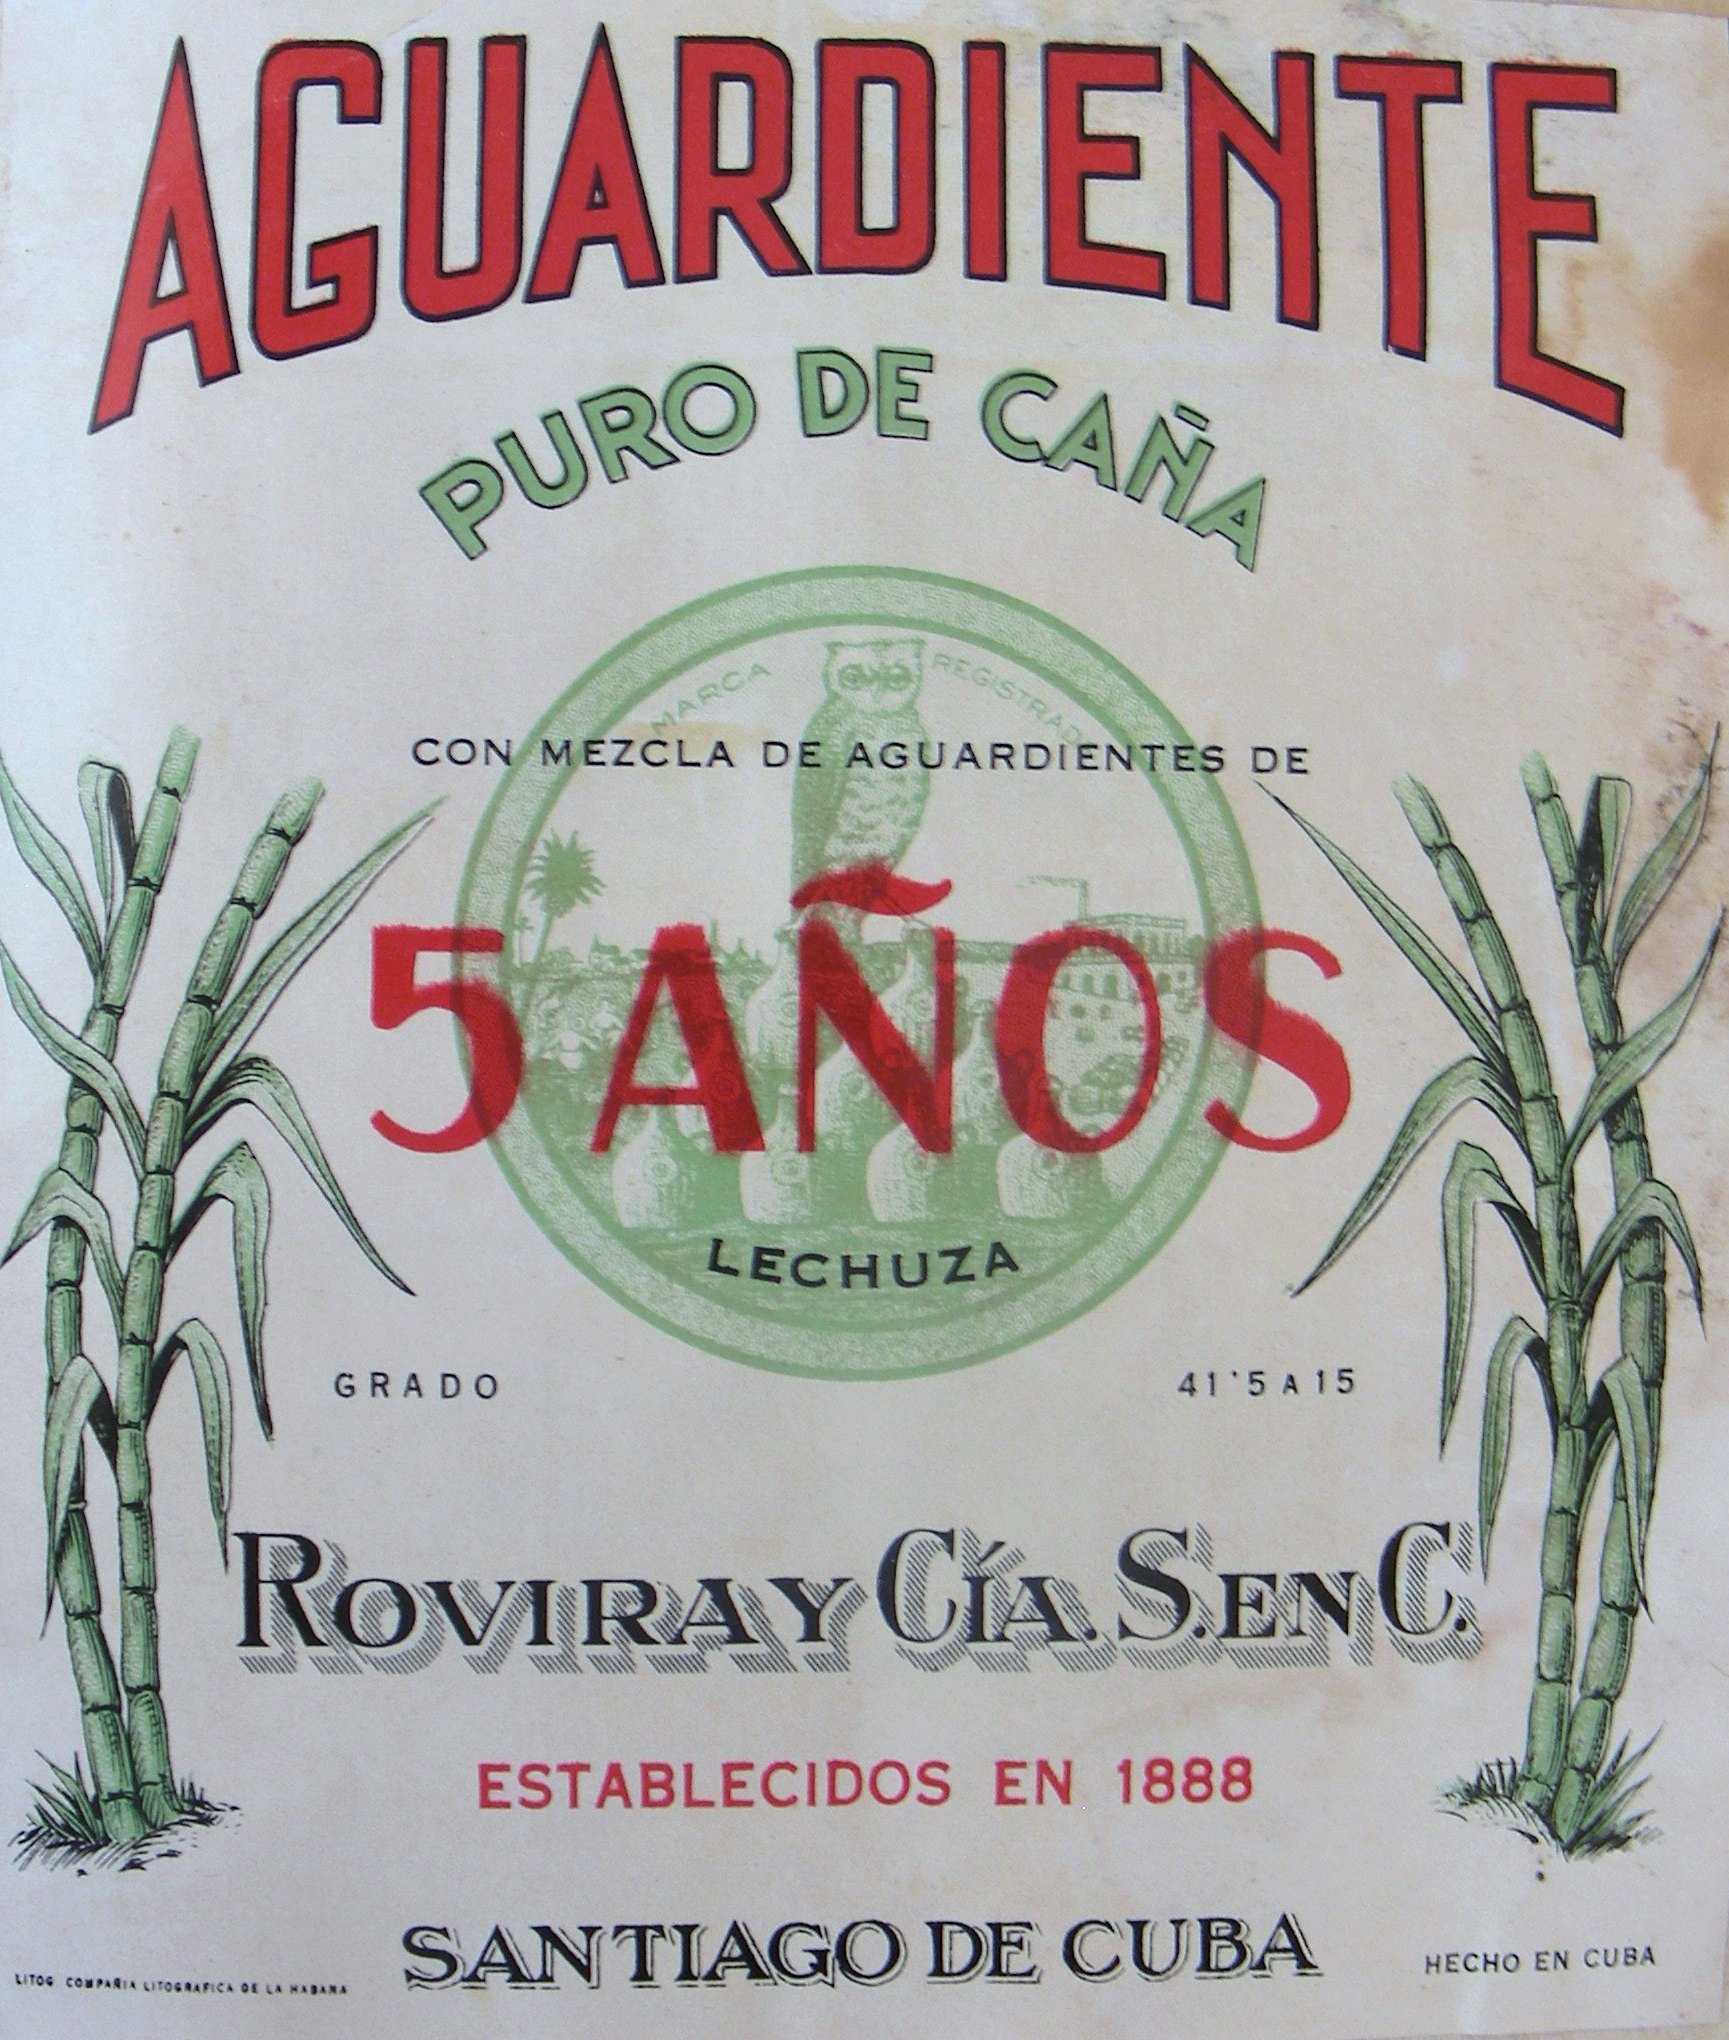 AGUARDIENTE
PURO DE CAÑA
MARCA REGISTRADA
CON MEZCLA DE AGUARDIENTES DE
5 AÑOS
LECHUZA
GRADO 41°5 A 15
ROVIRA Y CÍA. S. EN C.
ESTABLECIDOS EN 1888
SANTIAGO DE CUBA
LITOG. COMPAÑIA LITOGRAFICA DE LA HABANA
HECHO EN CUBA